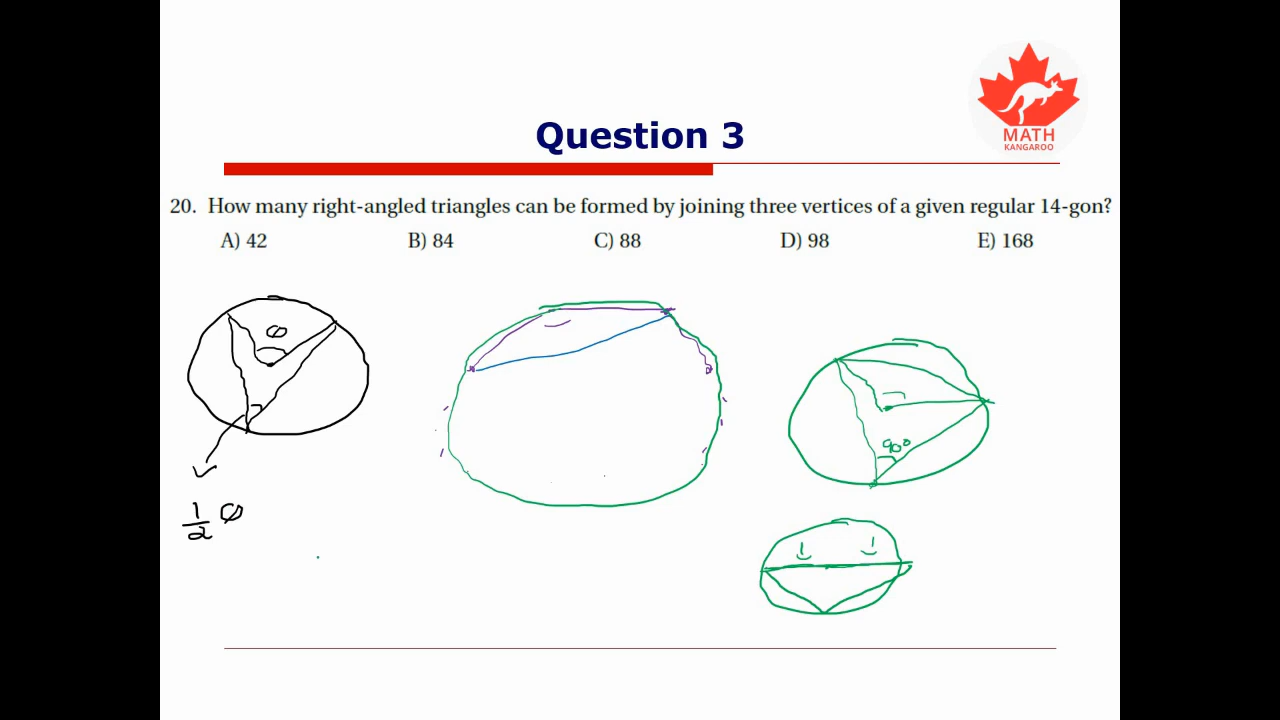 MATH
KANGAROO
Question 3
20. How many right-angled triangles can be formed by joining three vertices of a given regular 14-gon?
A) 42 B) 84 C) 88 D) 98 E) 168
∅
90°
1/2 ∅